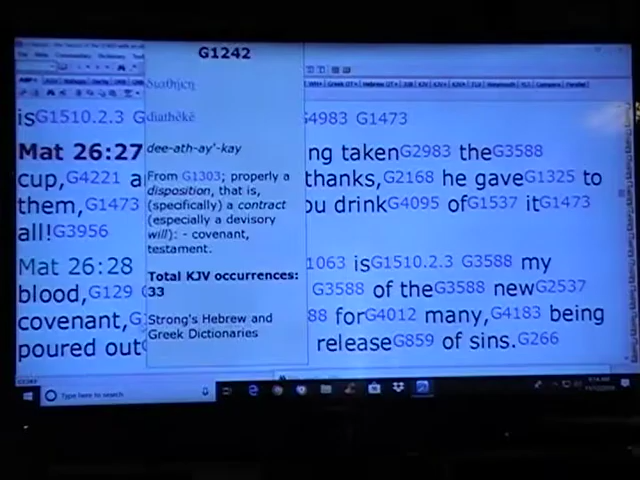 G1242
διαθήκη
diathēkē
dee-ath-ay'-kay
From G1303; properly a
disposition, that is,
(specifically) a contract
(especially a devisory
will): - covenant,
testament.
Total KJV occurrences:
33
Strong's Hebrew and
Greek Dictionaries
isG1510.2.3 G4983 G1473
Mat 26:27 ng takenG2983 theG3588
cup,G4221 a thanks,G2168 he gaveG1325 to
them,G1473 ou drinkG4095 ofG1537 itG1473
all!G3956
Mat 26:28 1063 isG1510.2.3 G3588 my
blood,G129 G3588 of theG3588 newG2537
covenant,G 88 forG4012 many,G4183 being
poured out releaseG859 of sins.G266
Type here to search